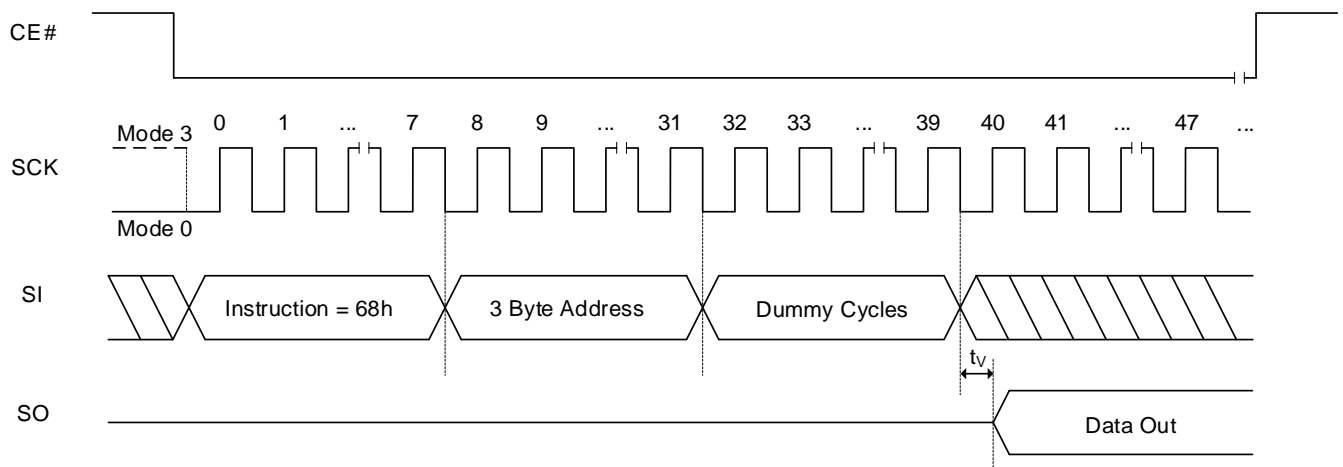 CE#
0 1 ... 7 8 9 ... 31 32 33 ... 39 40 41 ... 47 ...
Mode 3
SCK
Mode 0
SI
Instruction = 68h
3 Byte Address
Dummy Cycles
tV
SO
Data Out